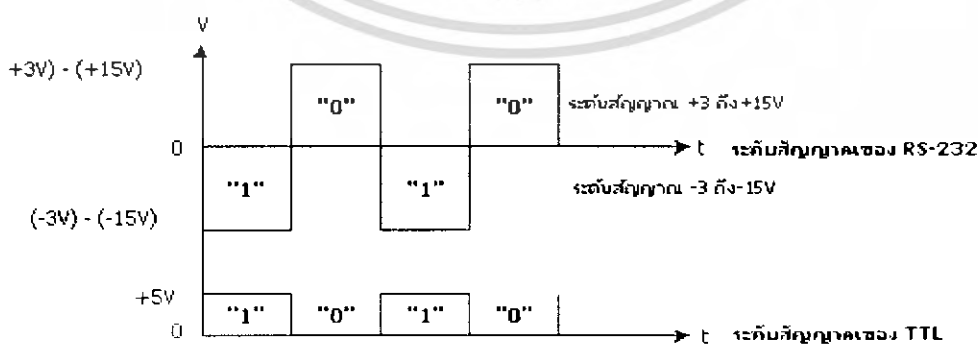 V
+3V) - (+15V)
"0" "0" ระดับสัญญาณ +3 ถึง+15V
0 t ระดับสัญญาณของ RS-232
"1" "1" ระดับสัญญาณ -3 ถึง-15V
(-3V) - (-15V)
+5V
"1" "0" "1" "0"
0 t ระดับสัญญาณของ TTL